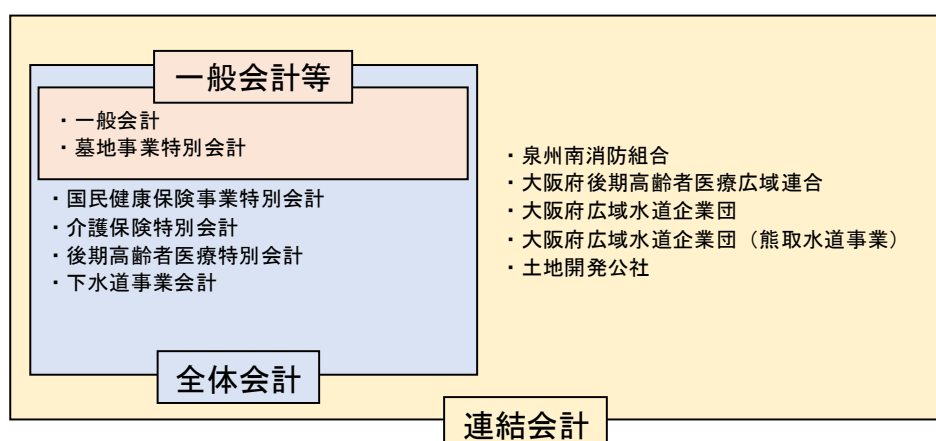 一般会計等
・一般会計
・墓地事業特別会計
・国民健康保険事業特別会計
・介護保険特別会計
・後期高齢者医療特別会計
・下水道事業会計
全体会計
・泉州南消防組合
・大阪府後期高齢者医療広域連合
・大阪府広域水道企業団
・大阪府広域水道企業団（熊取水道事業）
・土地開発公社
連結会計